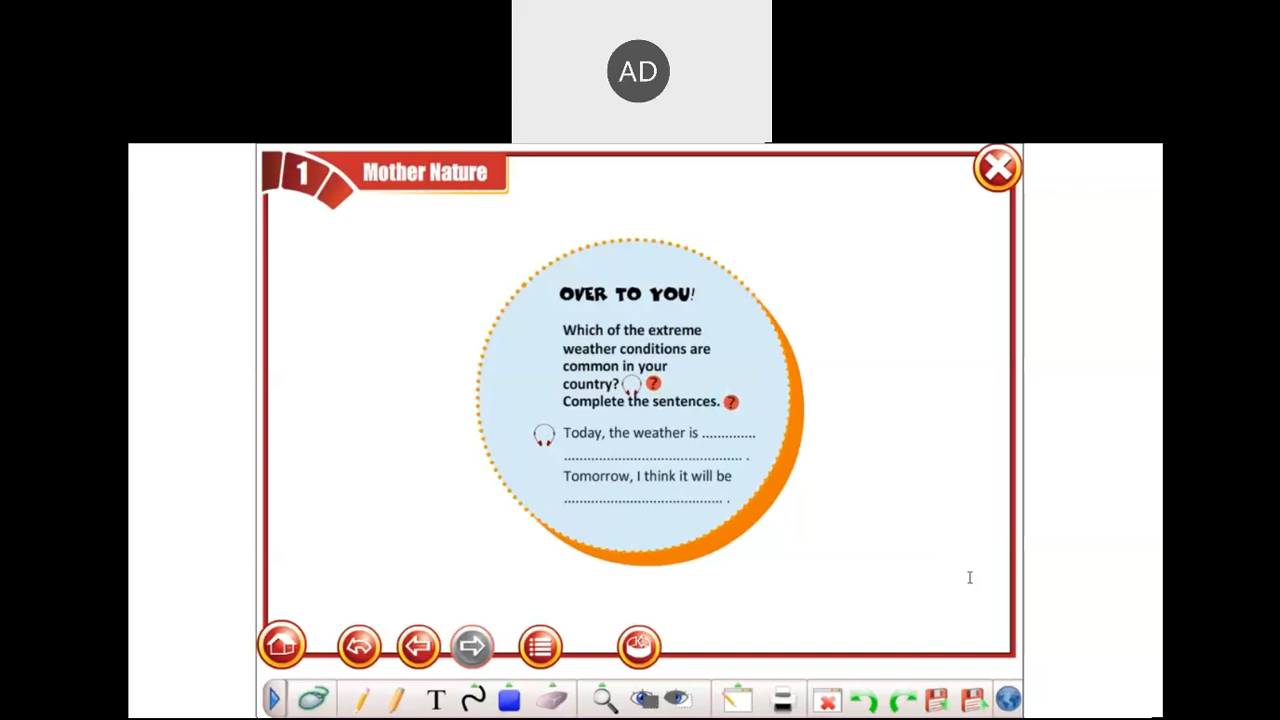 AD
1
Mother Nature
OVER TO YOU!
Which of the extreme
weather conditions are
common in your
country? ?
Complete the sentences. ?
Today, the weather is ..............
.............................................. .
Tomorrow, I think it will be
........................................ .
T